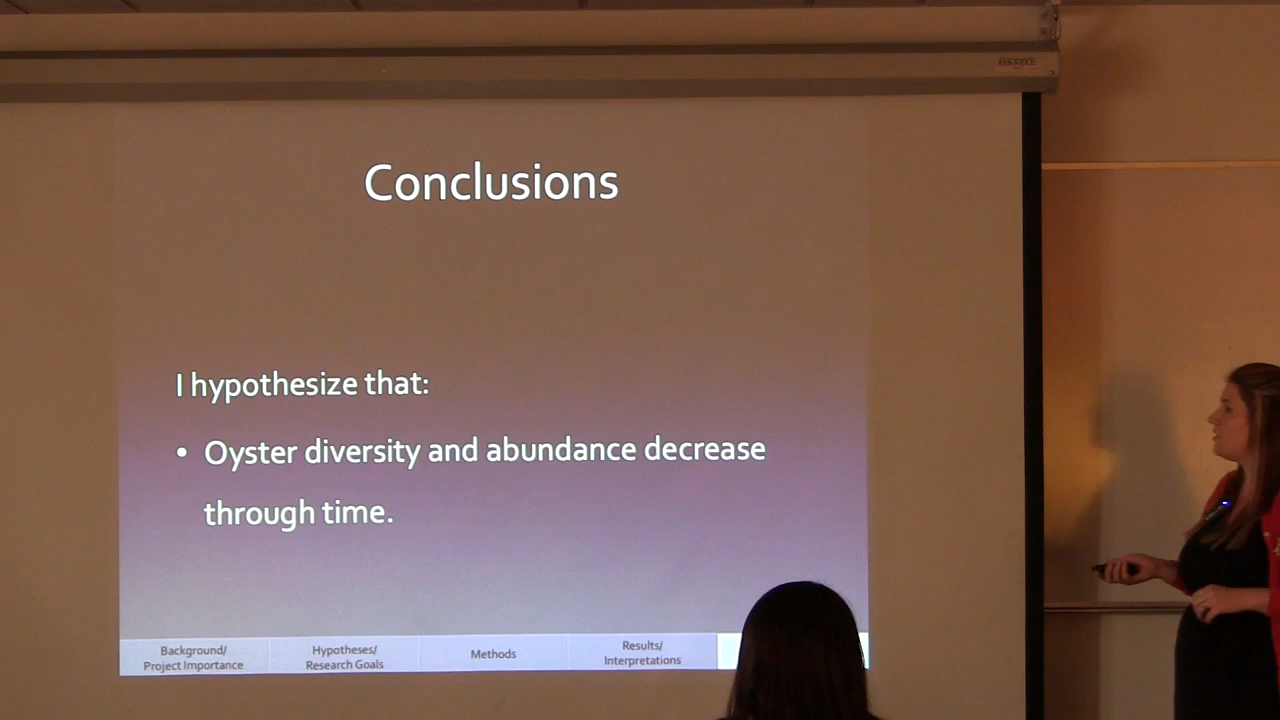 Conclusions
I hypothesize that:
• Oyster diversity and abundance decrease
through time.
Background/
Project Importance
Hypotheses/
Research Goals
Methods
Results/
Interpretations